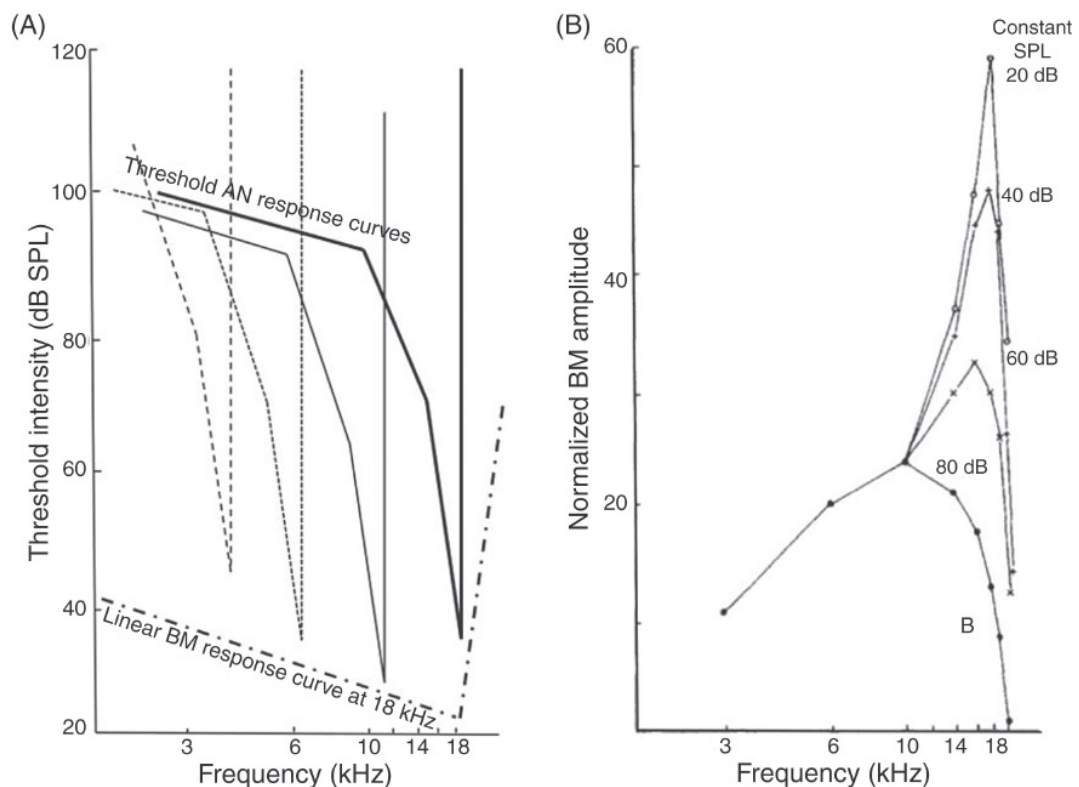 (A)
120
100
80
60
40
20
Threshold intensity (dB SPL)
Threshold AN response curves
Linear BM response curve at 18 kHz
3 6 10 14 18
Frequency (kHz)
(B)
60
40
20
Normalized BM amplitude
Constant
SPL
20 dB
40 dB
60 dB
80 dB
B
3 6 10 14 18
Frequency (kHz)